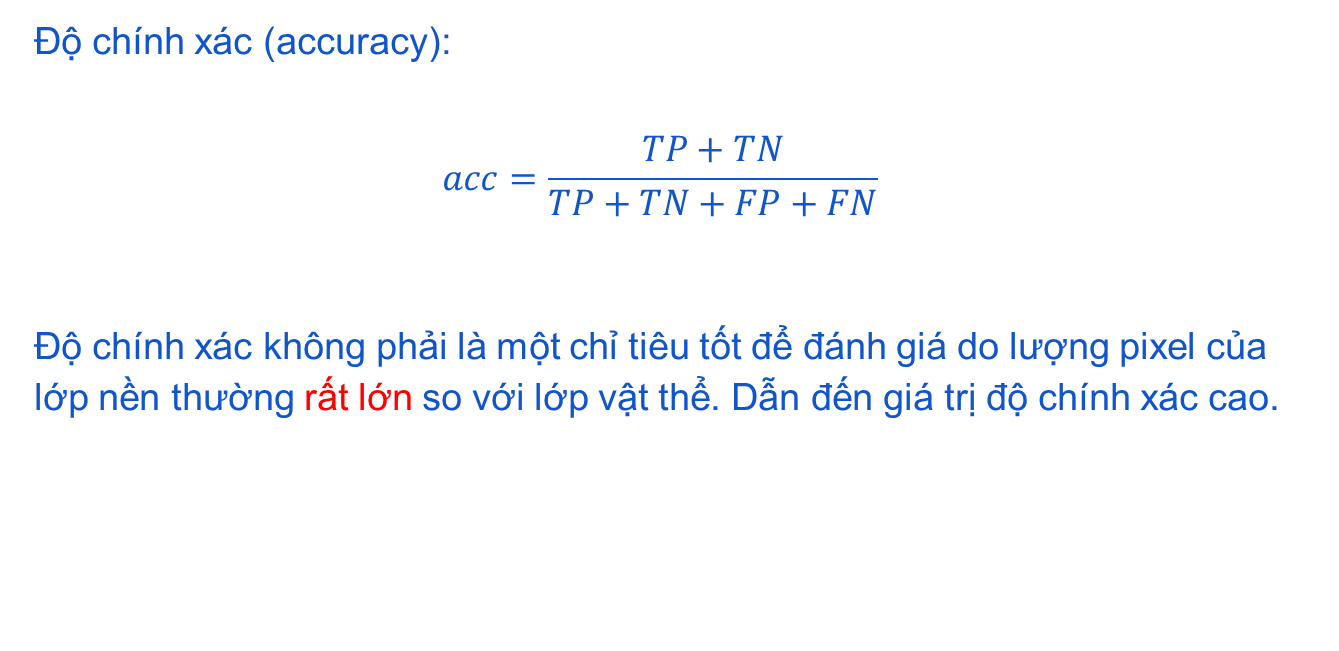 Độ chính xác (accuracy):
acc = \frac{TP + TN}{TP + TN + FP + FN}
Độ chính xác không phải là một chỉ tiêu tốt để đánh giá do lượng pixel của
lớp nền thường rất lớn so với lớp vật thể. Dẫn đến giá trị độ chính xác cao.